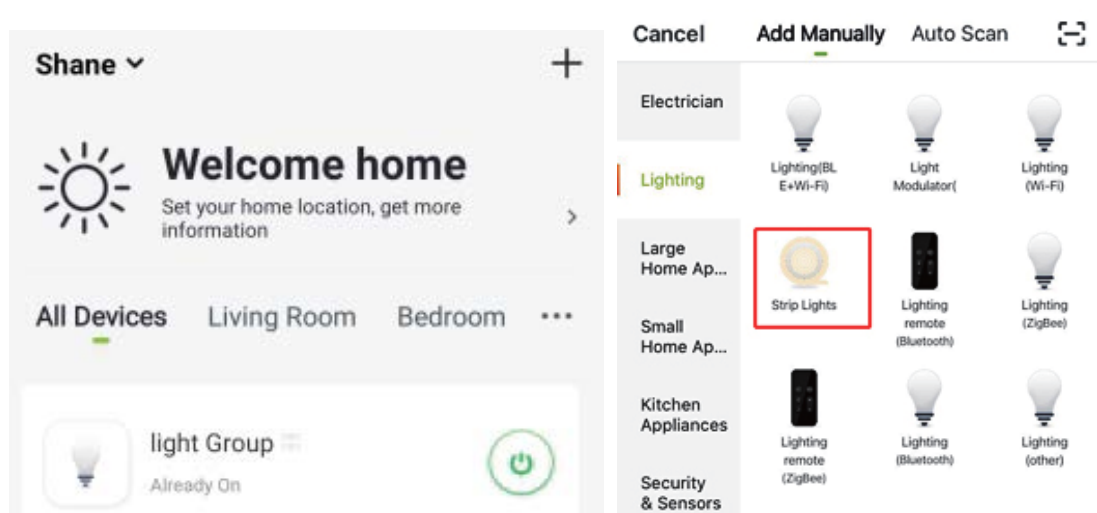 Shane
Welcome home
Set your home location, get more
information
All Devices
Living Room
Bedroom
light Group
Already On
Cancel
Add Manually
Auto Scan
Electrician
Lighting
Large
Home Ap...
Small
Home Ap...
Kitchen
Appliances
Security
& Sensors
Lighting(BL
E+Wi-Fi)
Light
Modulator(
Lighting
(Wi-Fi)
Strip Lights
Lighting
remote
(Bluetooth)
Lighting
(ZigBee)
Lighting
remote
(ZigBee)
Lighting
(Bluetooth)
Lighting
(other)